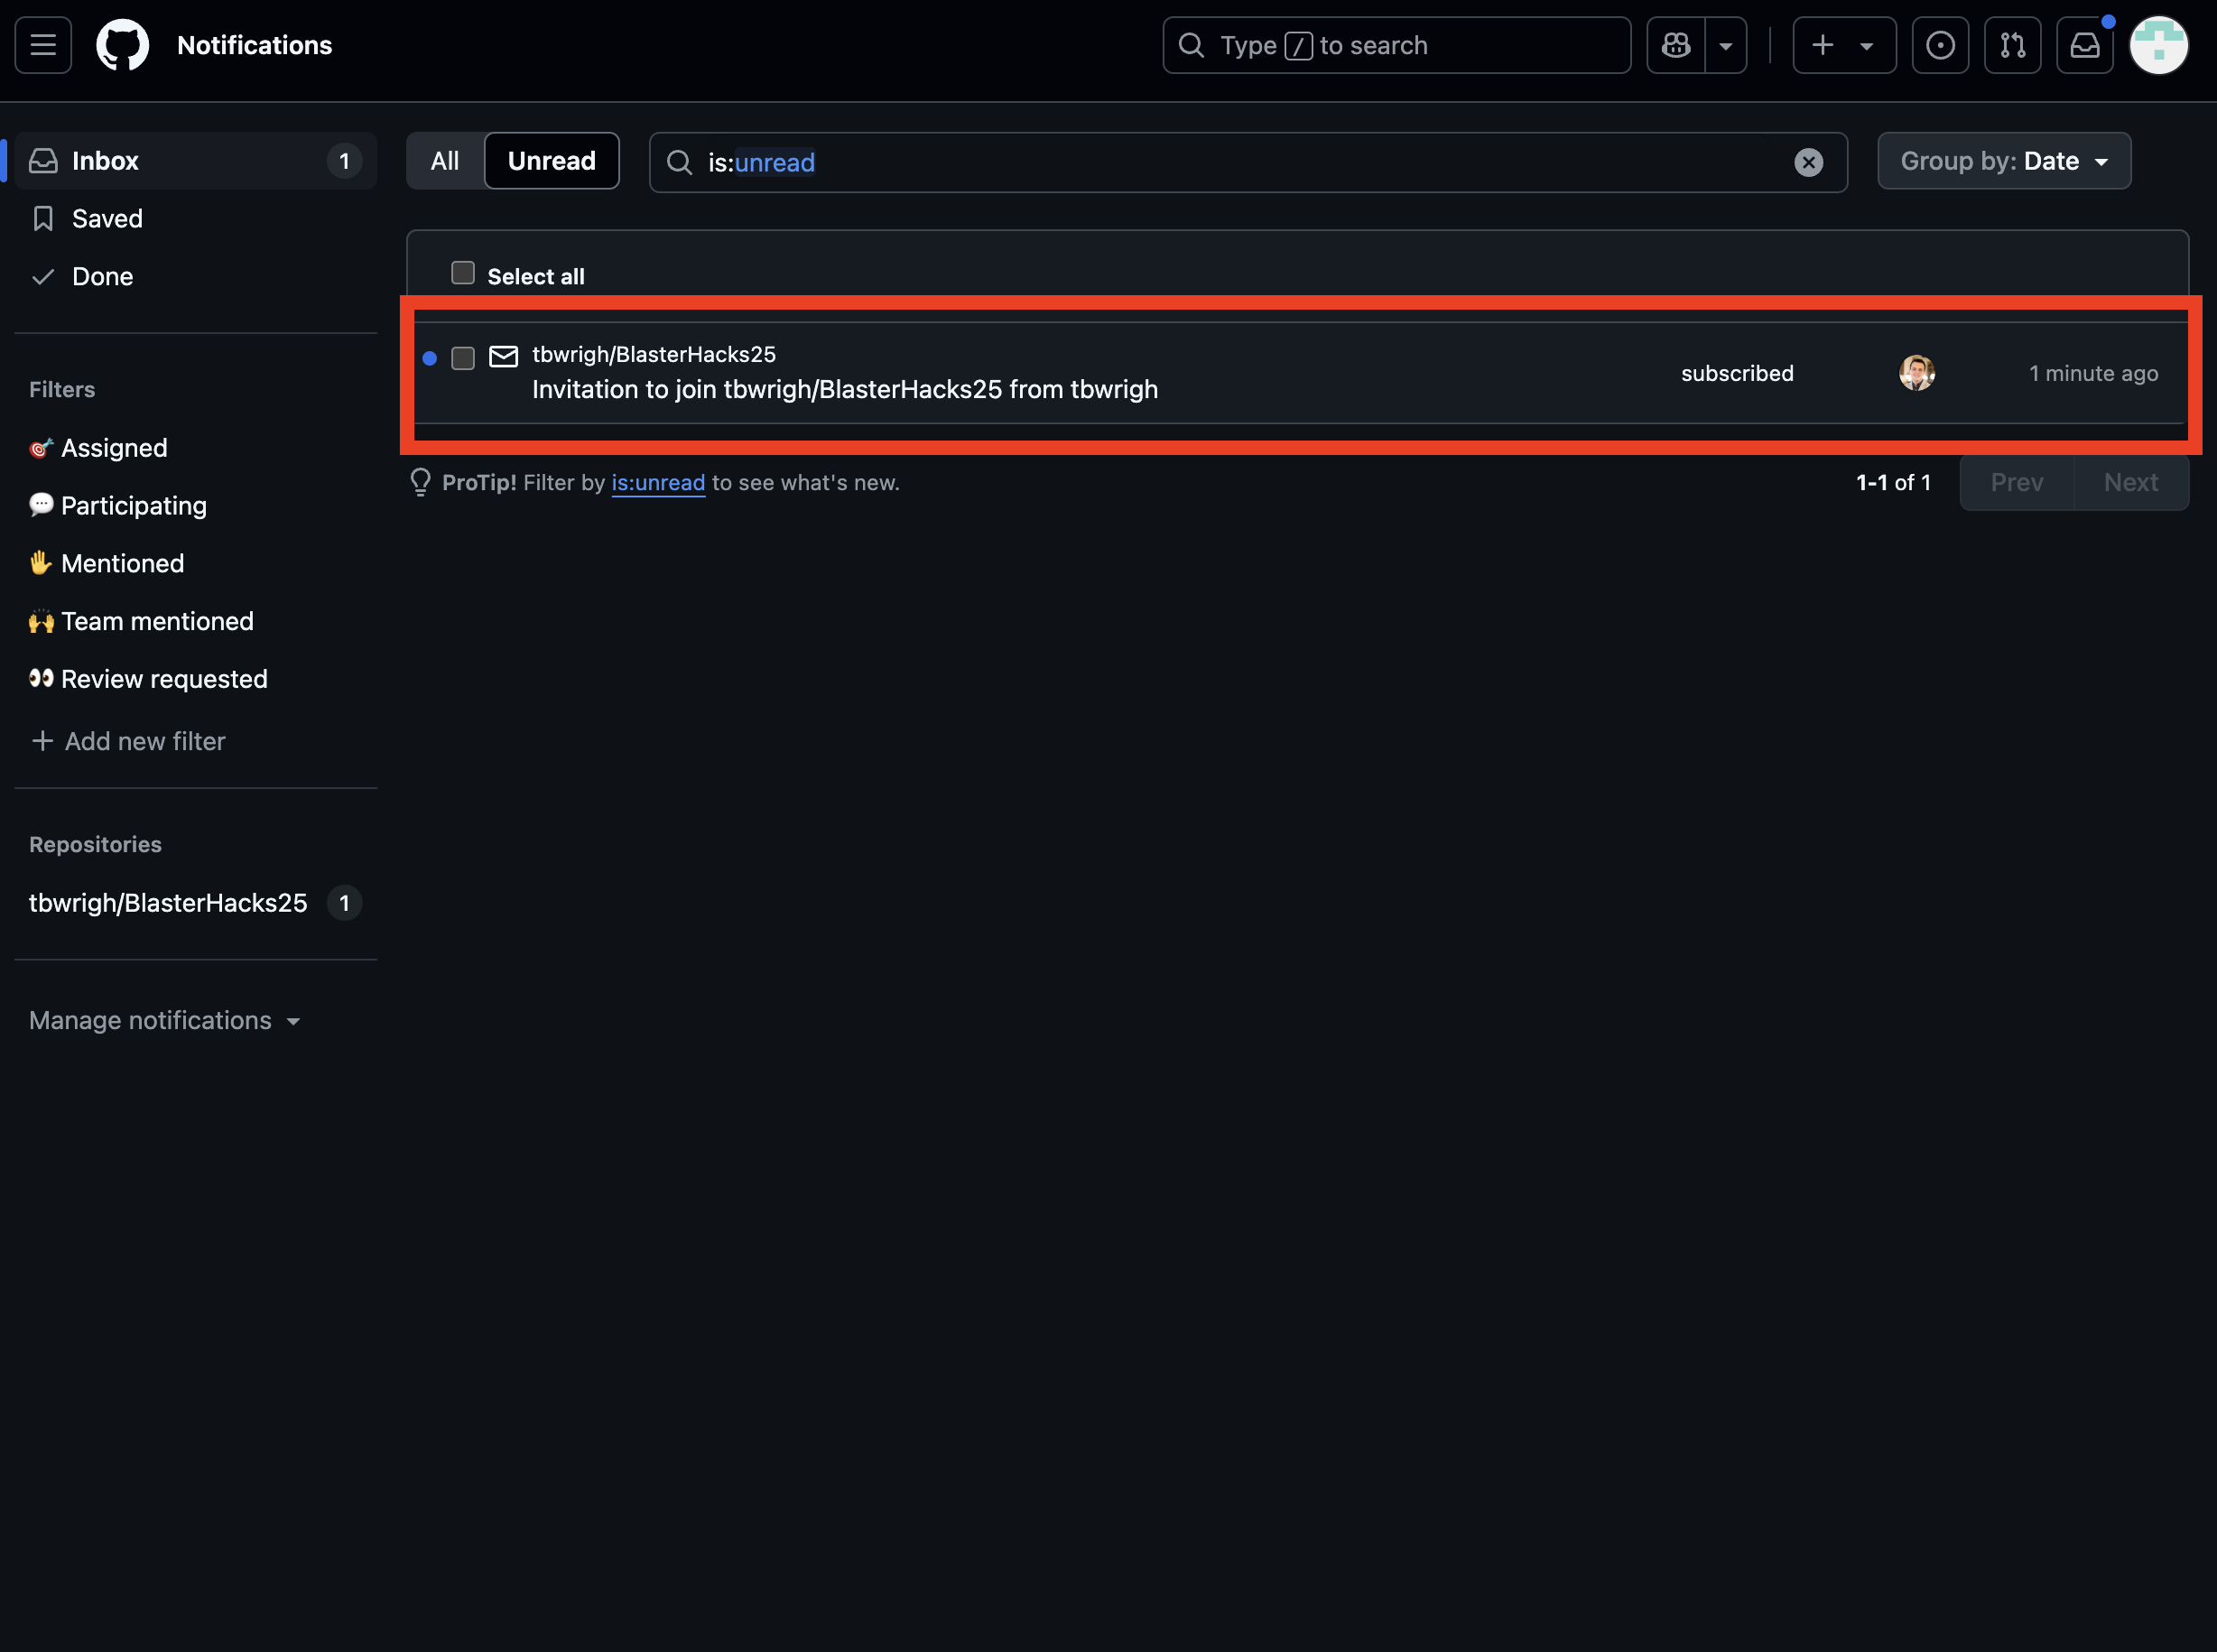 Notifications
Type / to search
Inbox 1
Saved
Done
Filters
Assigned
Participating
Mentioned
Team mentioned
Review requested
Add new filter
Repositories
tbwrigh/BlasterHacks25 1
Manage notifications
All Unread
is:unread
Group by: Date
Select all
tbwrigh/BlasterHacks25
Invitation to join tbwrigh/BlasterHacks25 from tbwrigh
subscribed
1 minute ago
ProTip! Filter by is:unread to see what's new.
1-1 of 1
Prev Next